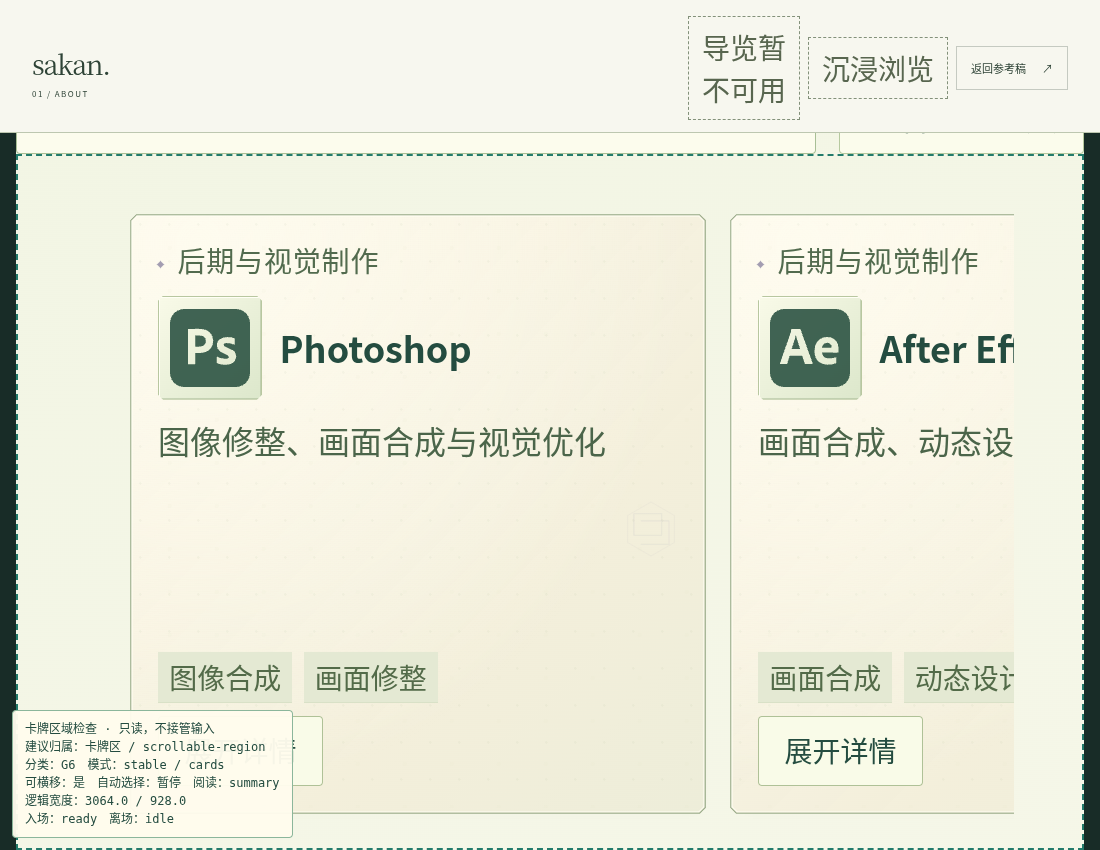 sakan.
01 / ABOUT
导览暂
不可用
沉浸浏览
返回参考稿 ↗
后期与视觉制作
Ps
Photoshop
图像修整、画面合成与视觉优化
图像合成
画面修整
后期与视觉制作
Ae
After Eff
画面合成、动态设
画面合成
动态设计
展开详情
卡牌区域检查 · 只读，不接管输入
建议归属：卡牌区 / scrollable-region
分类：G6 模式：stable / cards
可横移：是 自动选择：暂停 阅读：summary
逻辑宽度：3064.0 / 928.0
入场：ready 离场：idle